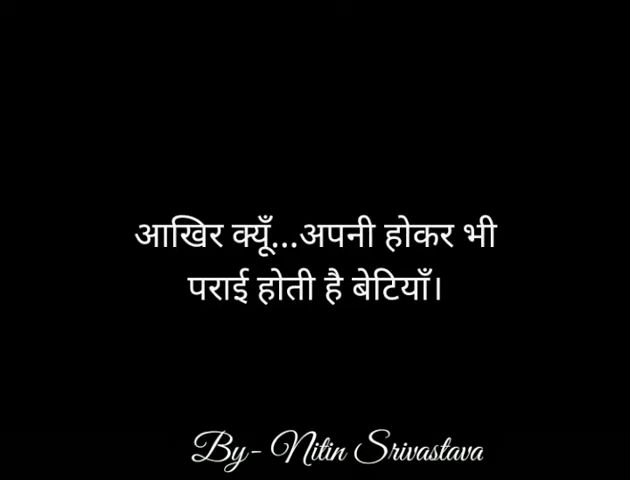 आखिर क्यूँ...अपनी होकर भी
पराई होती है बेटियाँ।
By- Nitin Srivastava